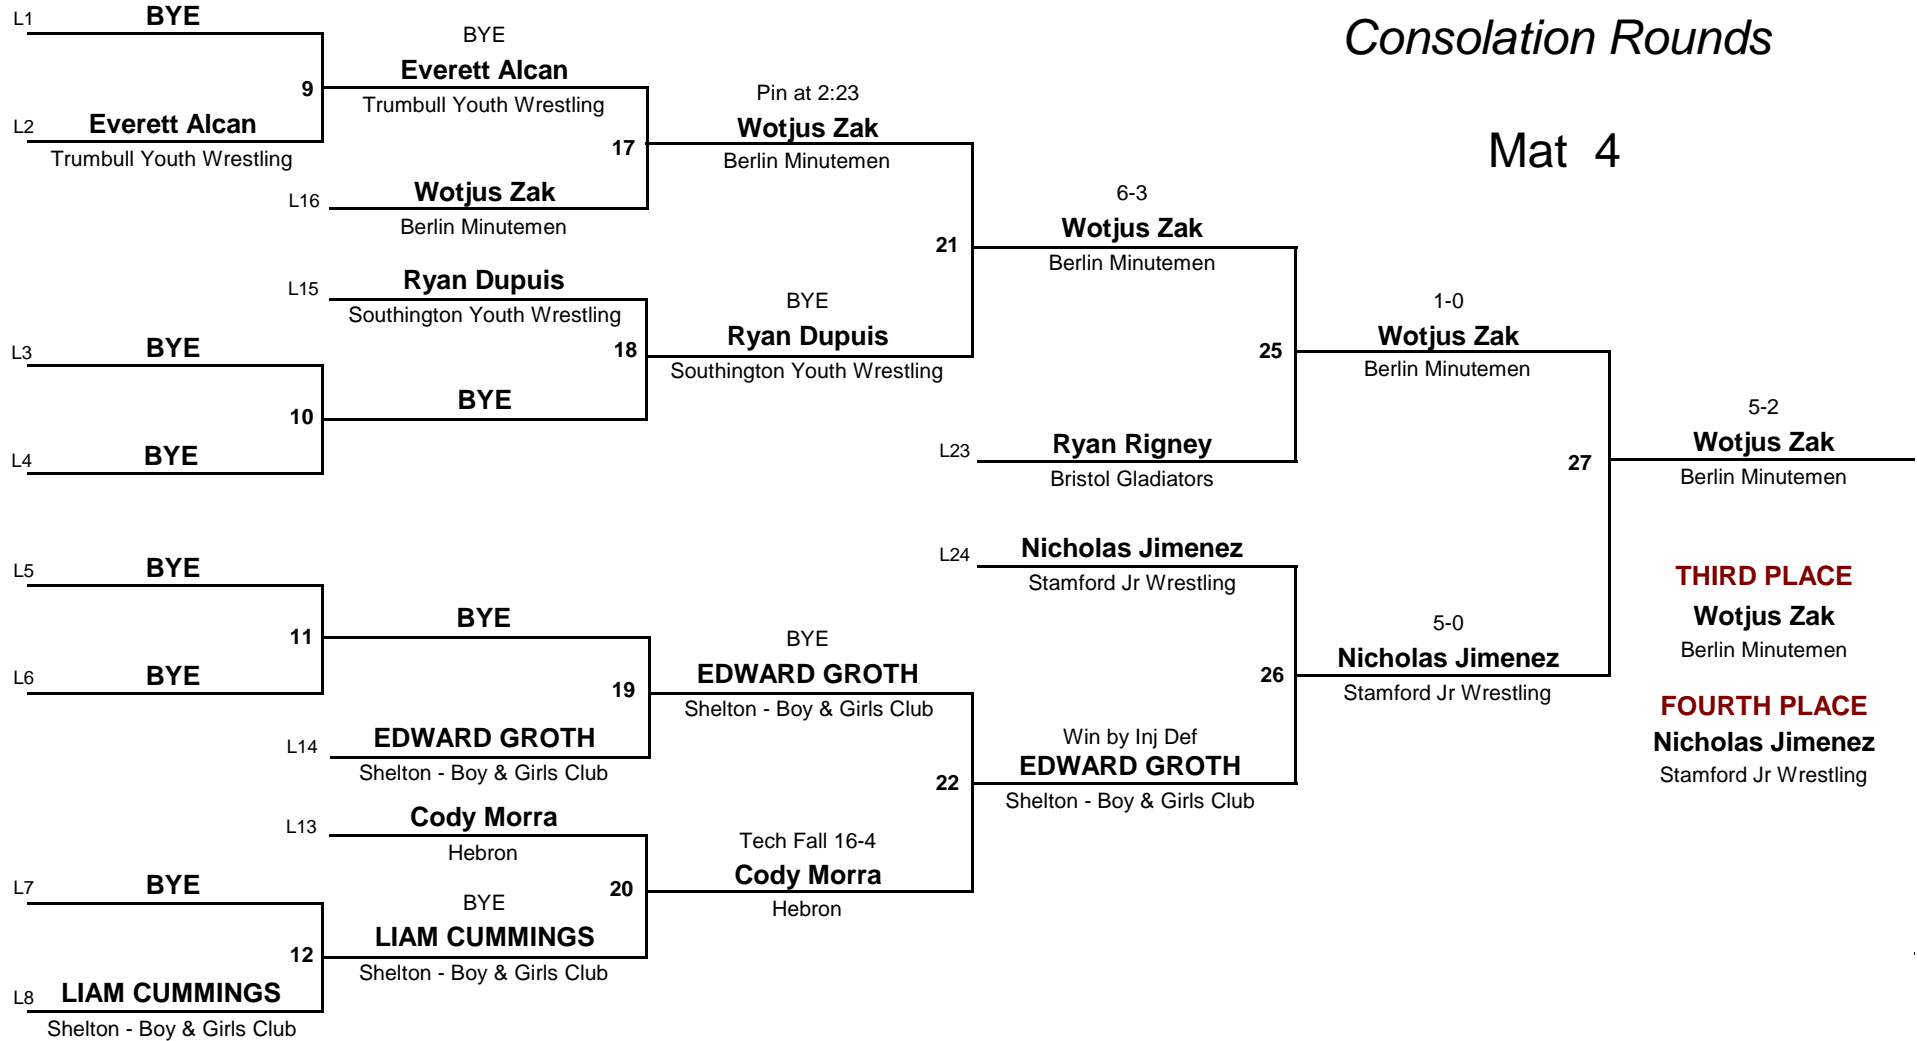 Consolation Rounds
Mat 4
L1 BYE
BYE
Everett Alcan
9
Trumbull Youth Wrestling
L2 Everett Alcan
Trumbull Youth Wrestling
Pin at 2:23
Wotjus Zak
17
Berlin Minutemen
L16 Wotjus Zak
Berlin Minutemen
6-3
Wotjus Zak
21
Berlin Minutemen
L15 Ryan Dupuis
Southington Youth Wrestling
BYE
Ryan Dupuis
18
Southington Youth Wrestling
L3 BYE
10
BYE
L4 BYE
1-0
Wotjus Zak
25
Berlin Minutemen
L23 Ryan Rigney
Bristol Gladiators
5-2
Wotjus Zak
27
Berlin Minutemen
L24 Nicholas Jimenez
Stamford Jr Wrestling
L5 BYE
11
BYE
L6 BYE
BYE
EDWARD GROTH
19
Shelton - Boy & Girls Club
L14 EDWARD GROTH
Shelton - Boy & Girls Club
5-0
Nicholas Jimenez
26
Stamford Jr Wrestling
THIRD PLACE
Wotjus Zak
Berlin Minutemen
FOURTH PLACE
Nicholas Jimenez
Stamford Jr Wrestling
Win by Inj Def
EDWARD GROTH
22
Shelton - Boy & Girls Club
L13 Cody Morra
Hebron
Tech Fall 16-4
Cody Morra
20
Hebron
L7 BYE
BYE
LIAM CUMMINGS
12
Shelton - Boy & Girls Club
L8 LIAM CUMMINGS
Shelton - Boy & Girls Club